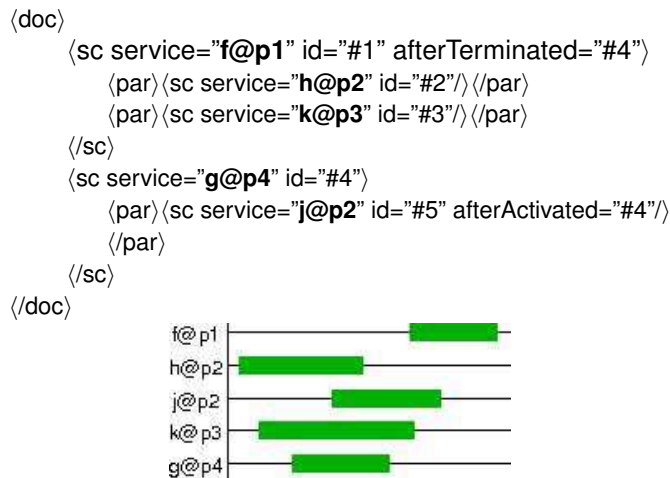 ⟨doc⟩
⟨sc service="f@p1" id="#1" afterTerminated="#4"⟩
⟨par⟩⟨sc service="h@p2" id="#2"/⟩⟨/par⟩
⟨par⟩⟨sc service="k@p3" id="#3"/⟩⟨/par⟩
⟨/sc⟩
⟨sc service="g@p4" id="#4"⟩
⟨par⟩⟨sc service="j@p2" id="#5" afterActivated="#4"/⟩
⟨/par⟩
⟨/sc⟩
⟨/doc⟩
f@p1
h@p2
j@p2
k@p3
g@p4